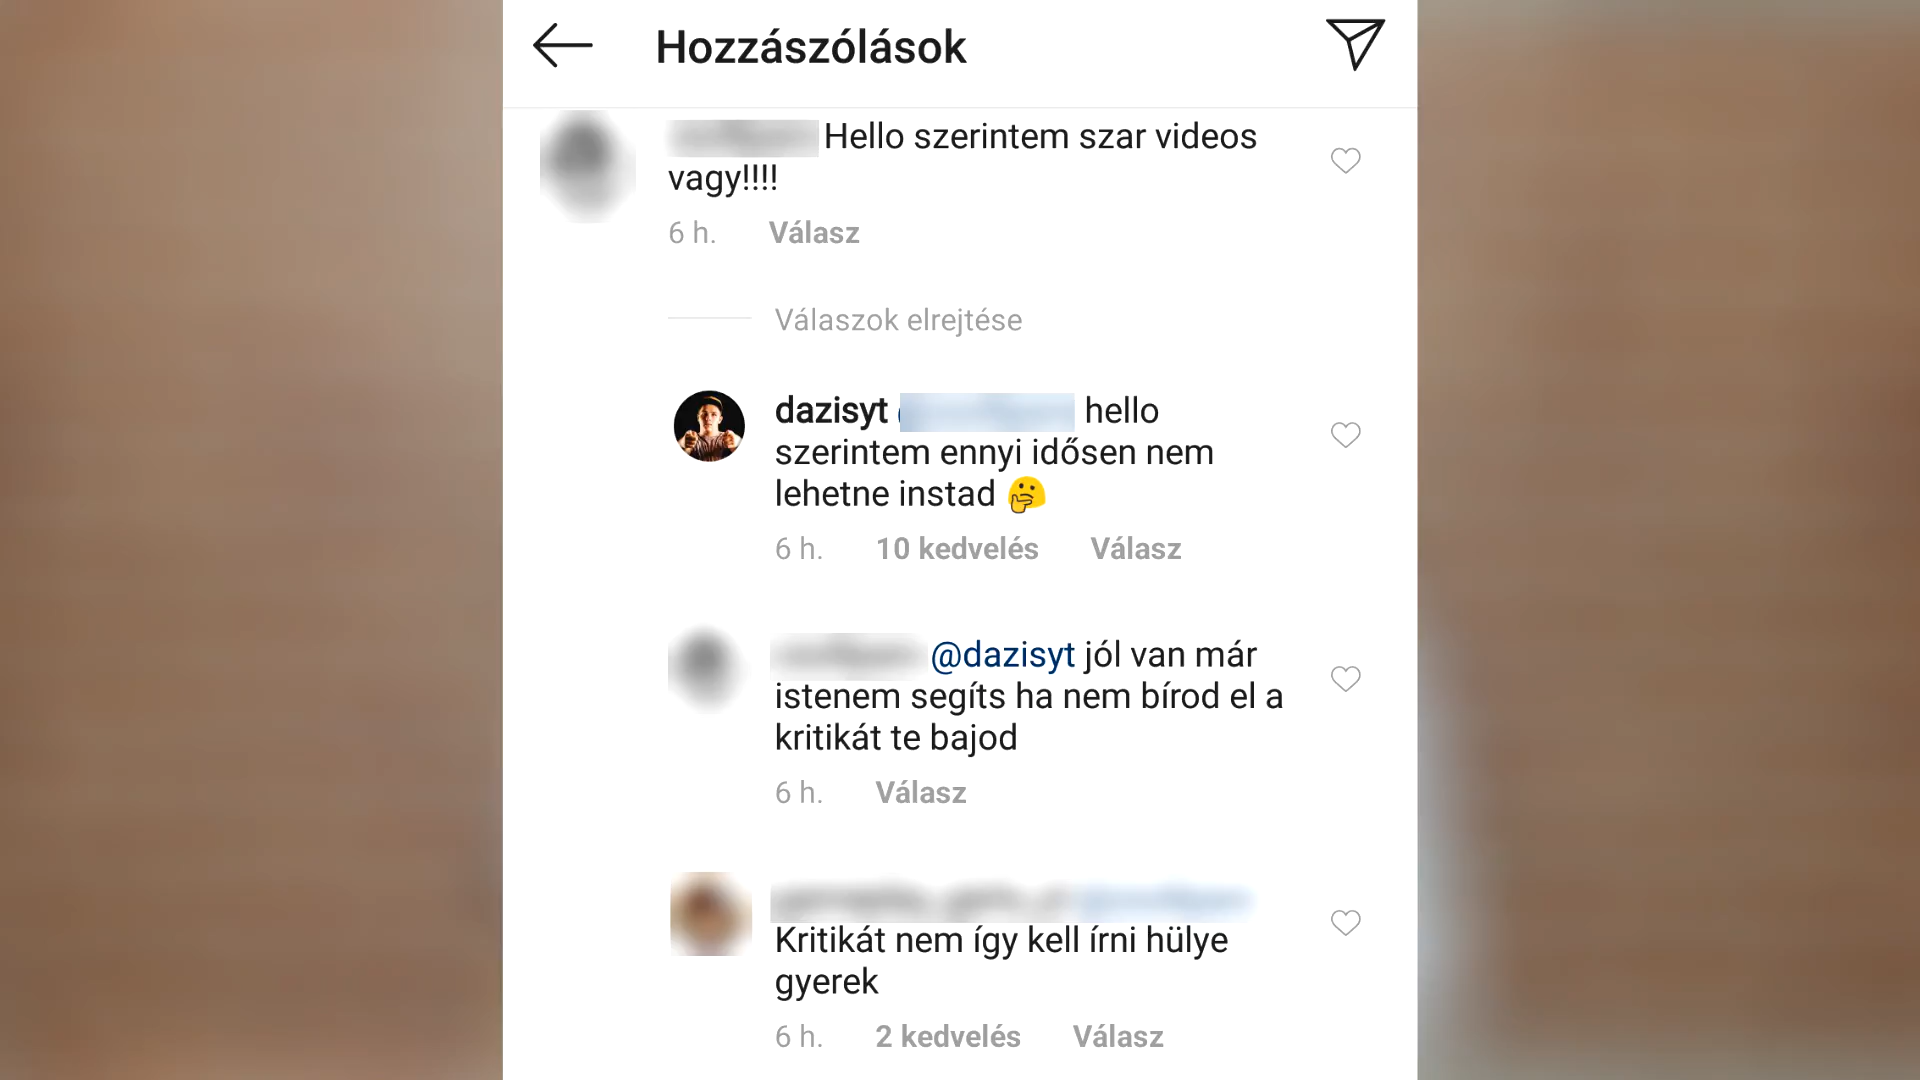 Hozzászólások
Hello szerintem szar videos
vagy!!!!
6 h. Válasz
Válaszok elrejtése
dazisyt hello
szerintem ennyi idősen nem
lehetne instad 🤔
6 h. 10 kedvelés Válasz
@dazisyt jól van már
istenem segíts ha nem bírod el a
kritikát te bajod
6 h. Válasz
Kritikát nem így kell írni hülye
gyerek
6 h. 2 kedvelés Válasz